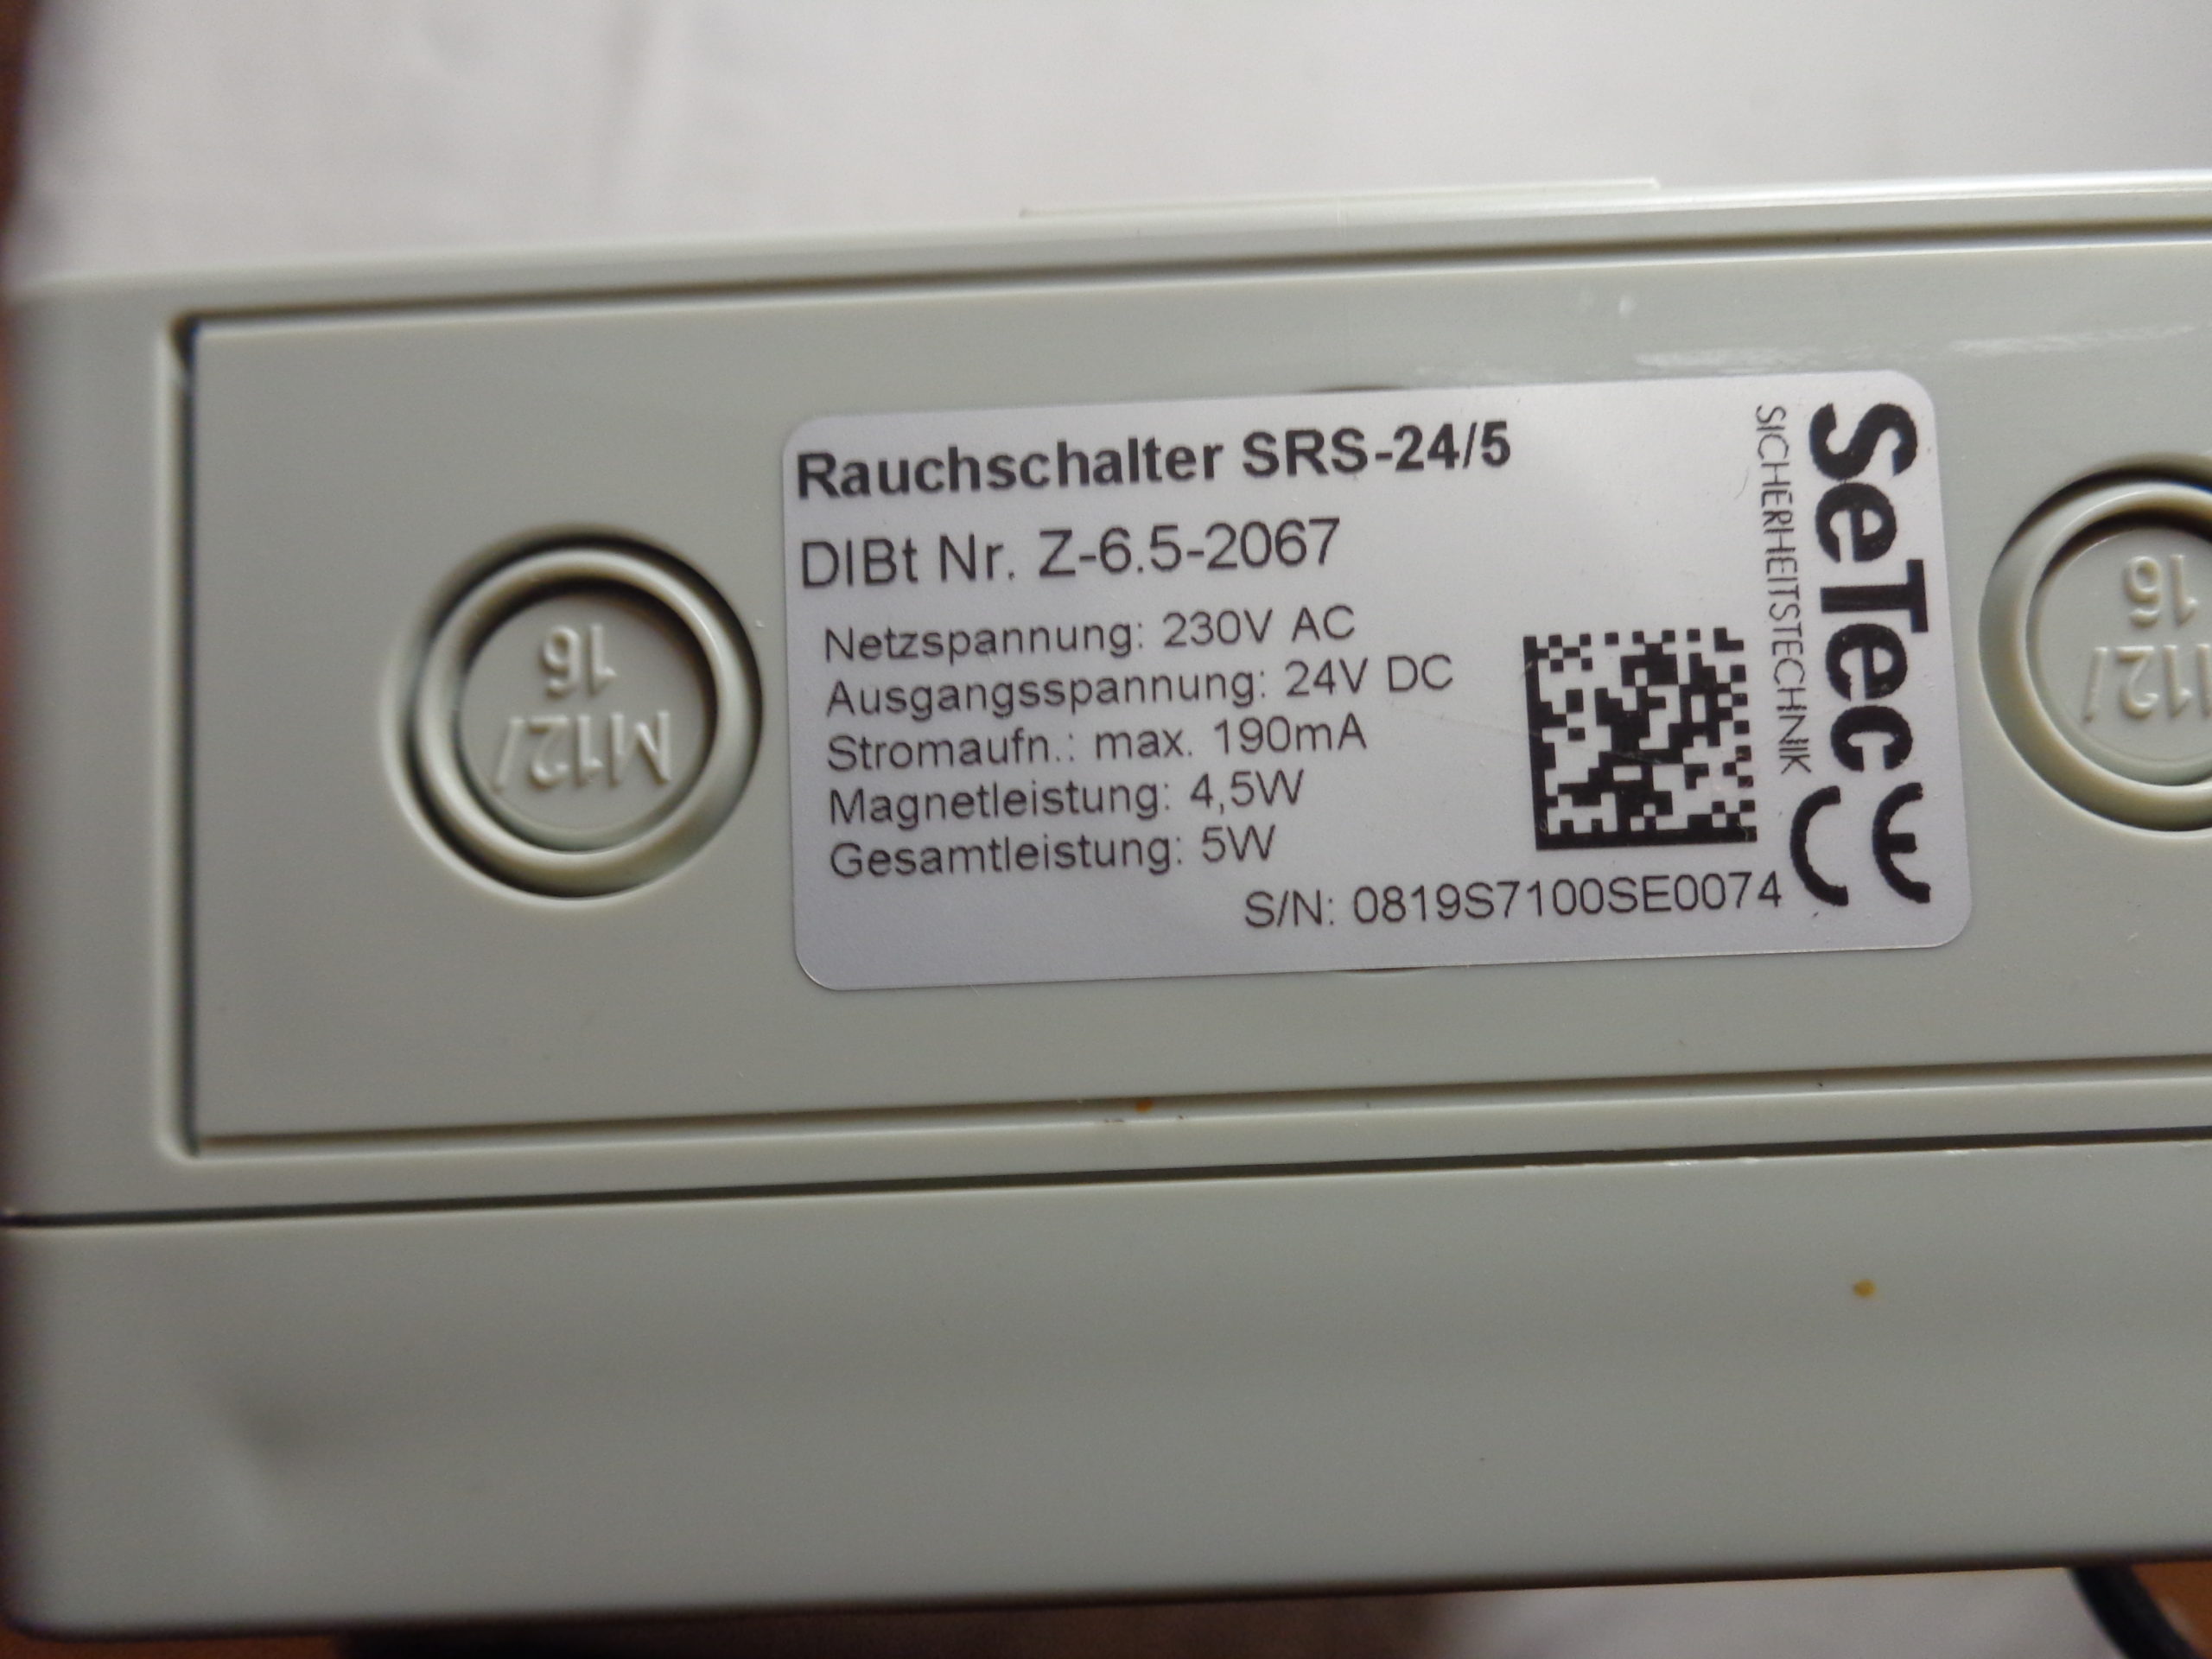 Rauchschalter SRS-24/5
DIBt Nr. Z-6.5-2067
Netzspannung: 230V AC
Ausgangsspannung: 24V DC
Stromaufn.: max. 190mA
Magnetleistung: 4,5W
Gesamtleistung: 5W
S/N: 0819S7100SE0074
SeTec CE
SICHERHEITSTECHNIK
M12/
16
M12/
16